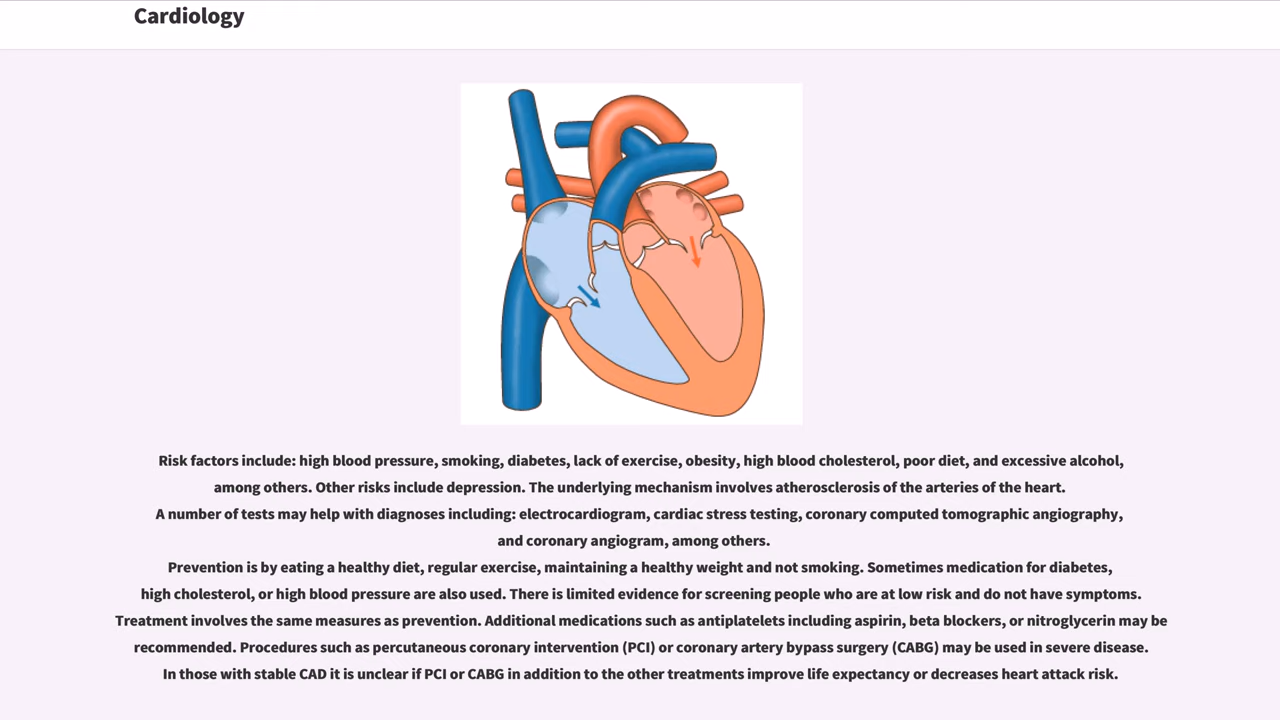 Cardiology
Risk factors include: high blood pressure, smoking, diabetes, lack of exercise, obesity, high blood cholesterol, poor diet, and excessive alcohol,
among others. Other risks include depression. The underlying mechanism involves atherosclerosis of the arteries of the heart.
A number of tests may help with diagnoses including: electrocardiogram, cardiac stress testing, coronary computed tomographic angiography,
and coronary angiogram, among others.
Prevention is by eating a healthy diet, regular exercise, maintaining a healthy weight and not smoking. Sometimes medication for diabetes,
high cholesterol, or high blood pressure are also used. There is limited evidence for screening people who are at low risk and do not have symptoms.
Treatment involves the same measures as prevention. Additional medications such as antiplatelets including aspirin, beta blockers, or nitroglycerin may be
recommended. Procedures such as percutaneous coronary intervention (PCI) or coronary artery bypass surgery (CABG) may be used in severe disease.
In those with stable CAD it is unclear if PCI or CABG in addition to the other treatments improve life expectancy or decreases heart attack risk.